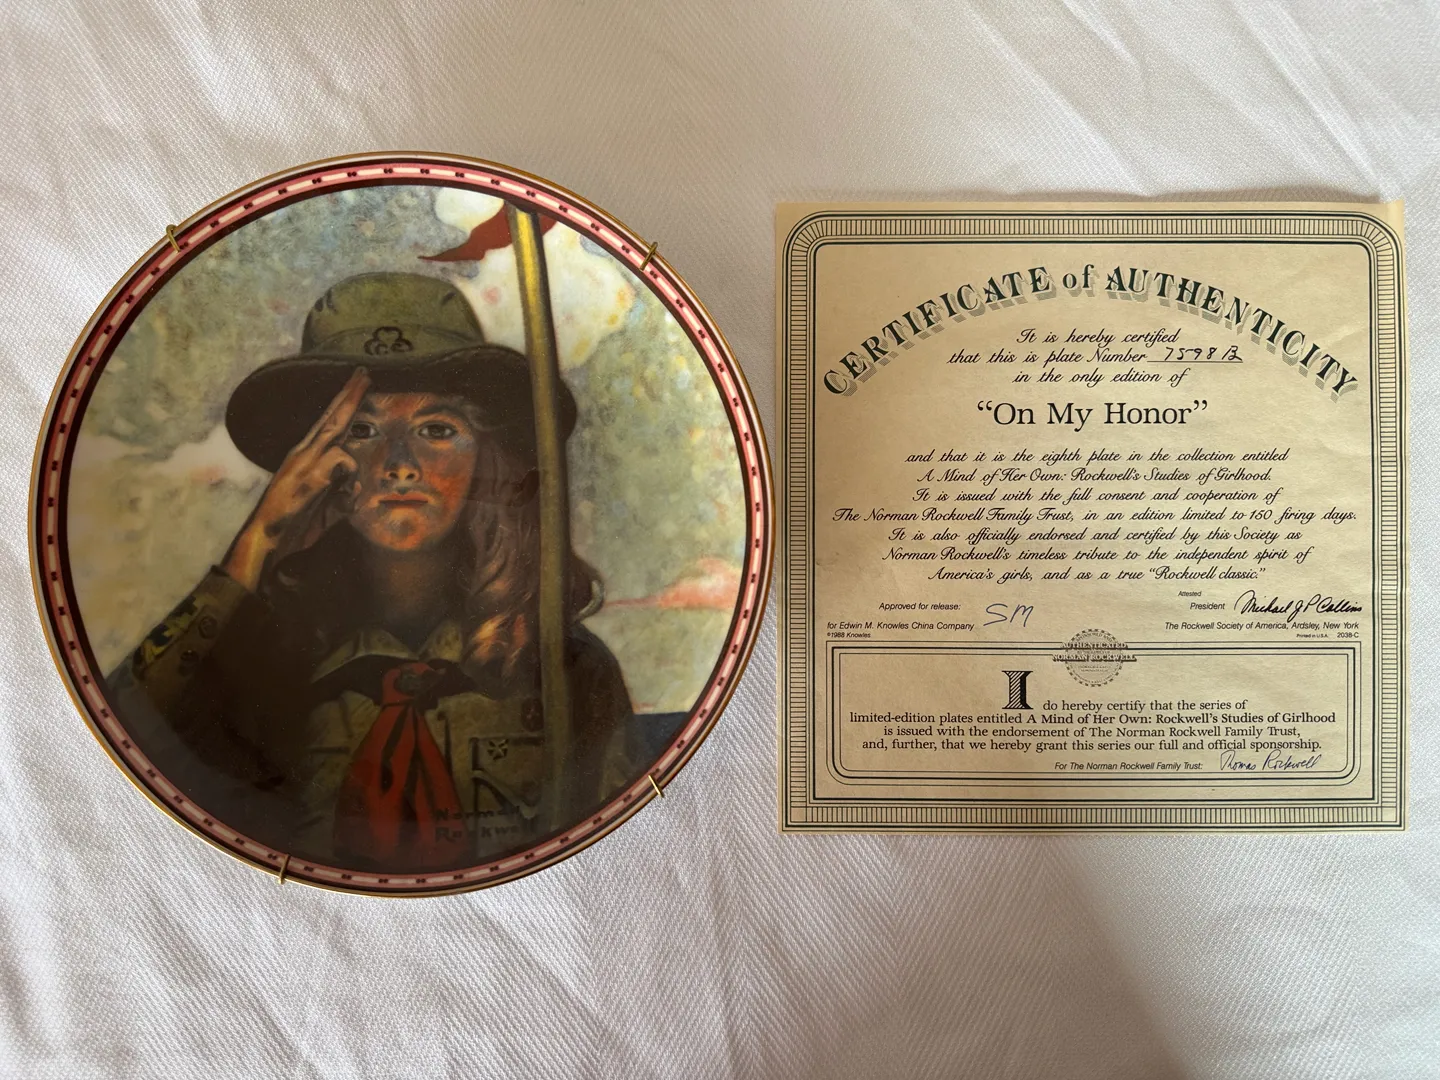 Norman
Rockwell
CERTIFICATE of AUTHENTICITY
It is hereby certified
that this is plate Number 7598B
in the only edition of
“On My Honor”
and that it is the eighth plate in the collection entitled
A Mind of Her Own: Rockwell's Studies of Girlhood.
It is issued with the full consent and cooperation of
The Norman Rockwell Family Trust, in an edition limited to 150 firing days.
It is also officially endorsed and certified by this Society as
Norman Rockwell's timeless tribute to the independent spirit of
America's girls, and as a true “Rockwell classic.”
Approved for release: SM
for Edwin M. Knowles China Company
©1988 Knowles
Attested
President Michael J P Collins
The Rockwell Society of America, Ardsley, New York
Printed in U.S.A. 2038-C
AUTHENTICATED
NORMAN ROCKWELL
I do hereby certify that the series of
limited-edition plates entitled A Mind of Her Own: Rockwell's Studies of Girlhood
is issued with the endorsement of The Norman Rockwell Family Trust,
and, further, that we hereby grant this series our full and official sponsorship.
For The Norman Rockwell Family Trust: Thomas Rockwell